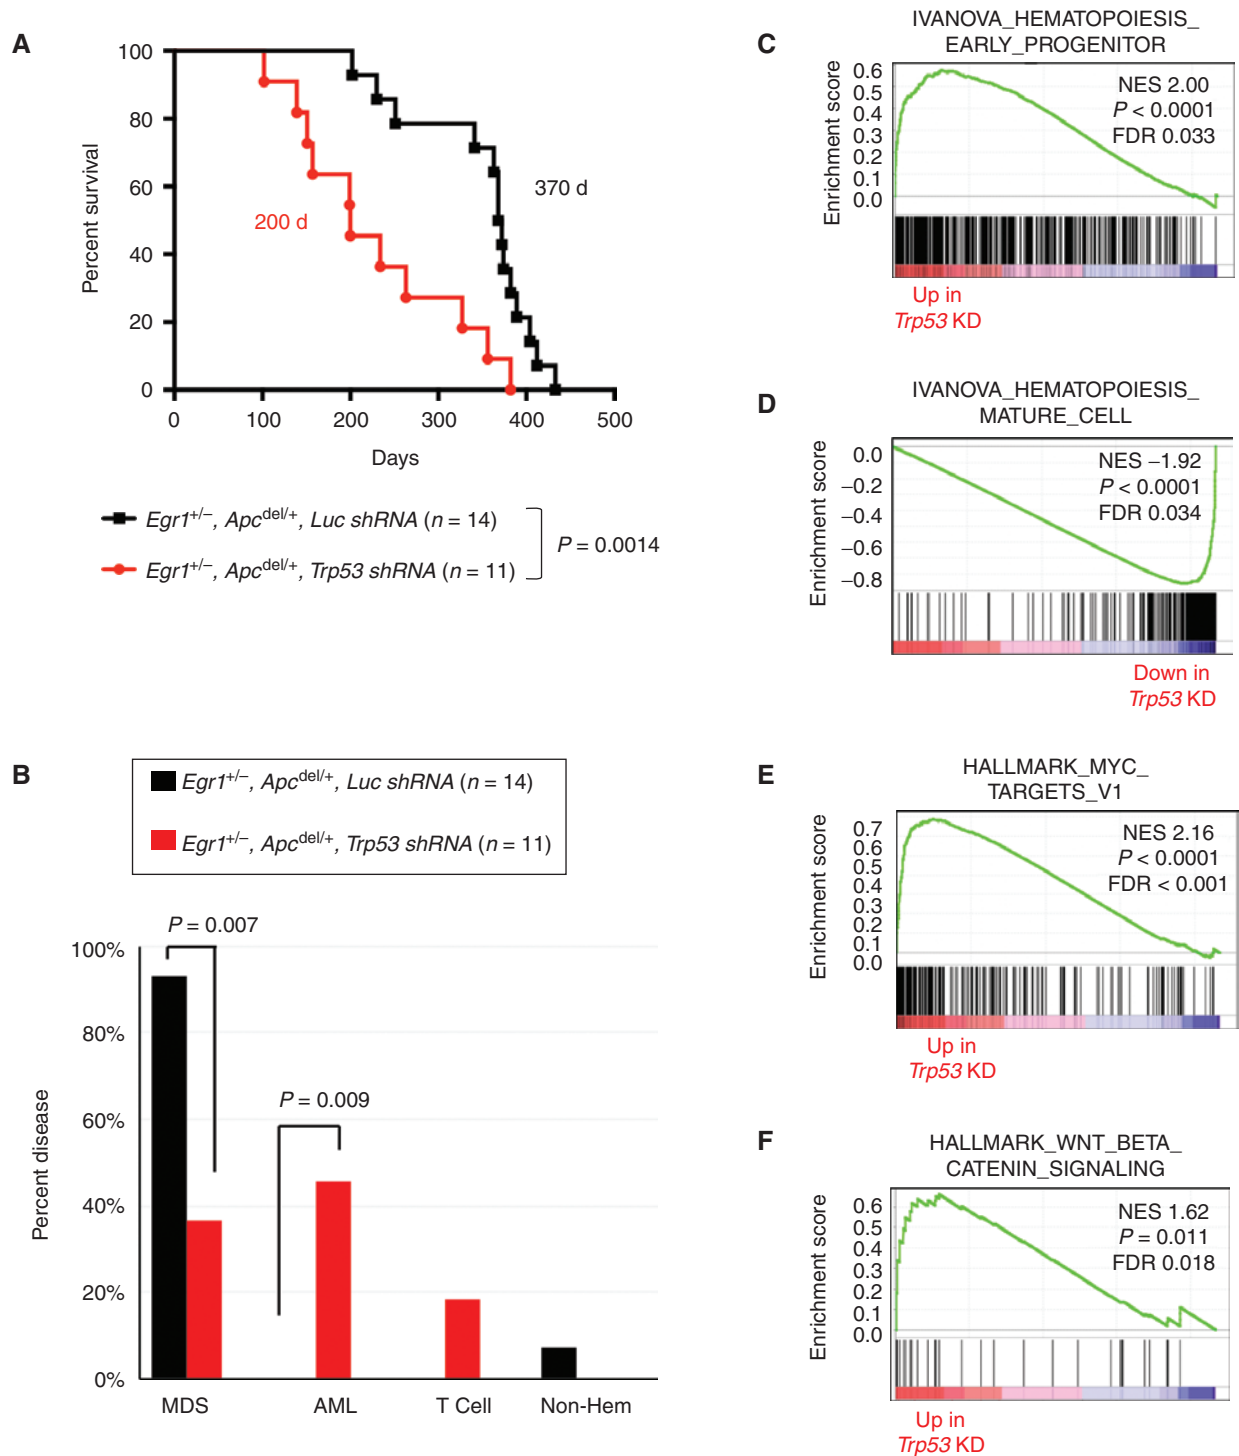 A
100
80
60
40
20
0
Percent survival
370 d
200 d
0 100 200 300 400 500
Days
Egr1+/–, Apcdel/+, Luc shRNA (n = 14)
Egr1+/–, Apcdel/+, Trp53 shRNA (n = 11)
P = 0.0014
B
Egr1+/–, Apcdel/+, Luc shRNA (n = 14)
Egr1+/–, Apcdel/+, Trp53 shRNA (n = 11)
P = 0.007
P = 0.009
100%
80%
60%
40%
20%
0%
Percent disease
MDS AML T Cell Non-Hem
C
IVANOVA_HEMATOPOIESIS_
EARLY_PROGENITOR
Enrichment score
0.6
0.5
0.4
0.3
0.2
0.1
0.0
NES 2.00
P < 0.0001
FDR 0.033
Up in
Trp53 KD
D
IVANOVA_HEMATOPOIESIS_
MATURE_CELL
Enrichment score
0.0
–0.2
–0.4
–0.6
–0.8
NES –1.92
P < 0.0001
FDR 0.034
Down in
Trp53 KD
E
HALLMARK_MYC_
TARGETS_V1
Enrichment score
0.7
0.6
0.5
0.4
0.3
0.2
0.1
0.0
NES 2.16
P < 0.0001
FDR < 0.001
Up in
Trp53 KD
F
HALLMARK_WNT_BETA_
CATENIN_SIGNALING
Enrichment score
0.6
0.5
0.4
0.3
0.2
0.1
0.0
NES 1.62
P = 0.011
FDR 0.018
Up in
Trp53 KD